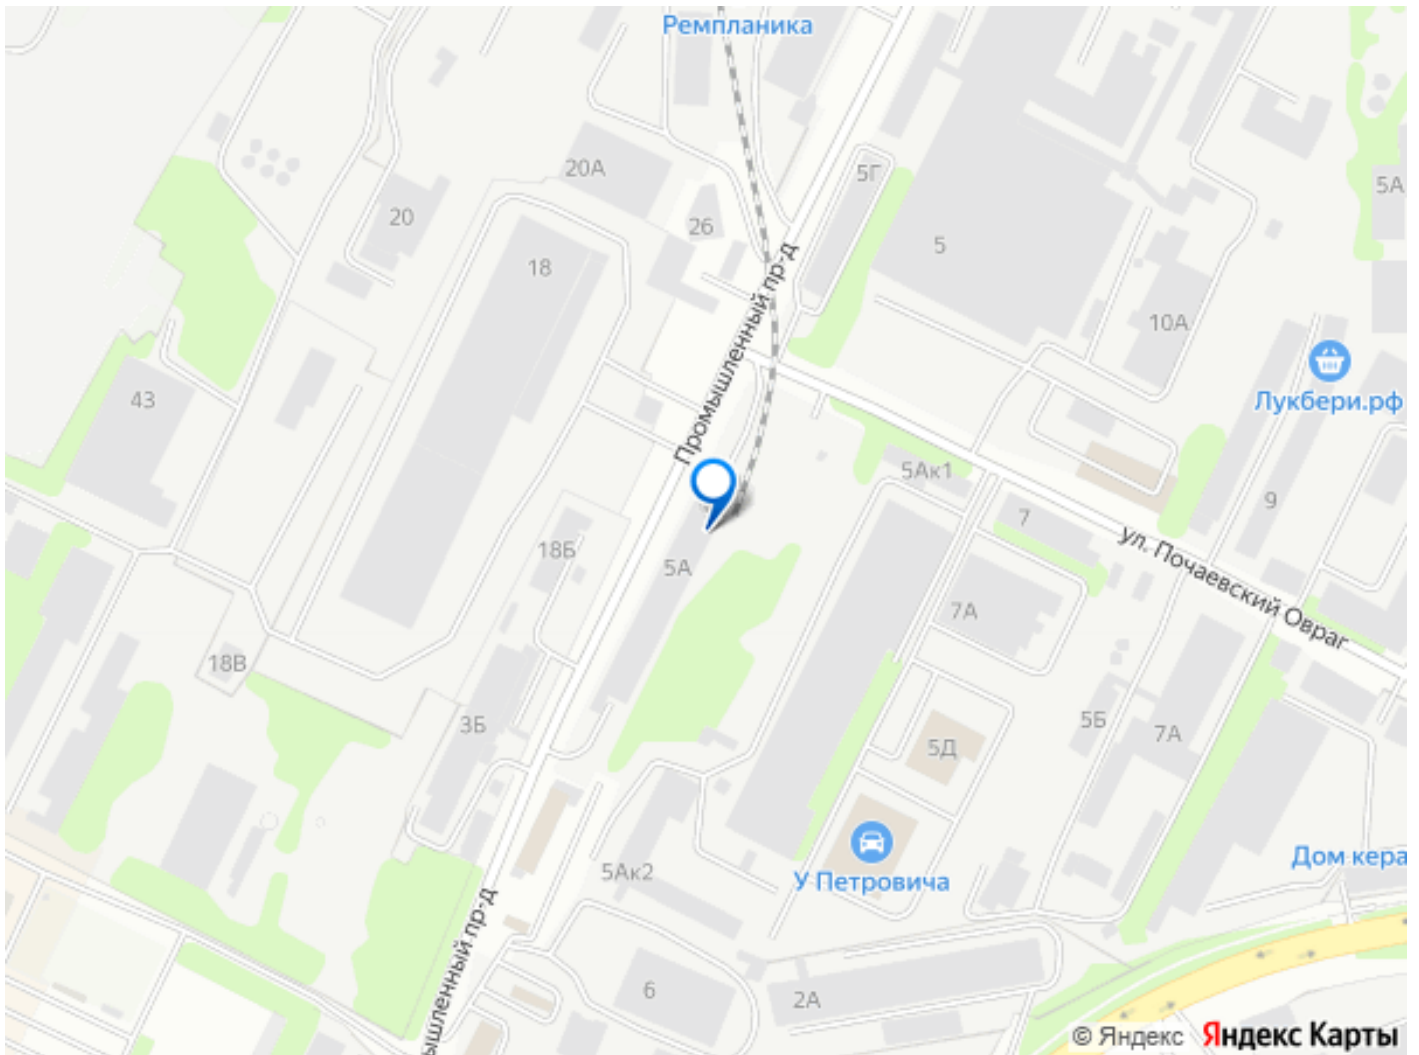 Ремпланика
20А
5Г
5А
20
26
18
5
Промышленный пр-д
10А
43
Лукбери.рф
5Ак1
9
7
18Б
5А
ул. Почаевский Овраг
7А
18В
3Б
5Б
7А
5Д
У Петровича
Дом кера
5Ак2
мышленный пр-д
6
2А
© Яндекс Яндекс Карты